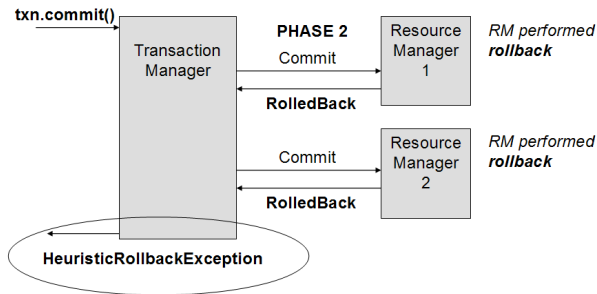 txn.commit()
Transaction
Manager
PHASE 2
Commit
RolledBack
Resource
Manager
1
RM performed
rollback
Commit
RolledBack
Resource
Manager
2
RM performed
rollback
HeuristicRollbackException